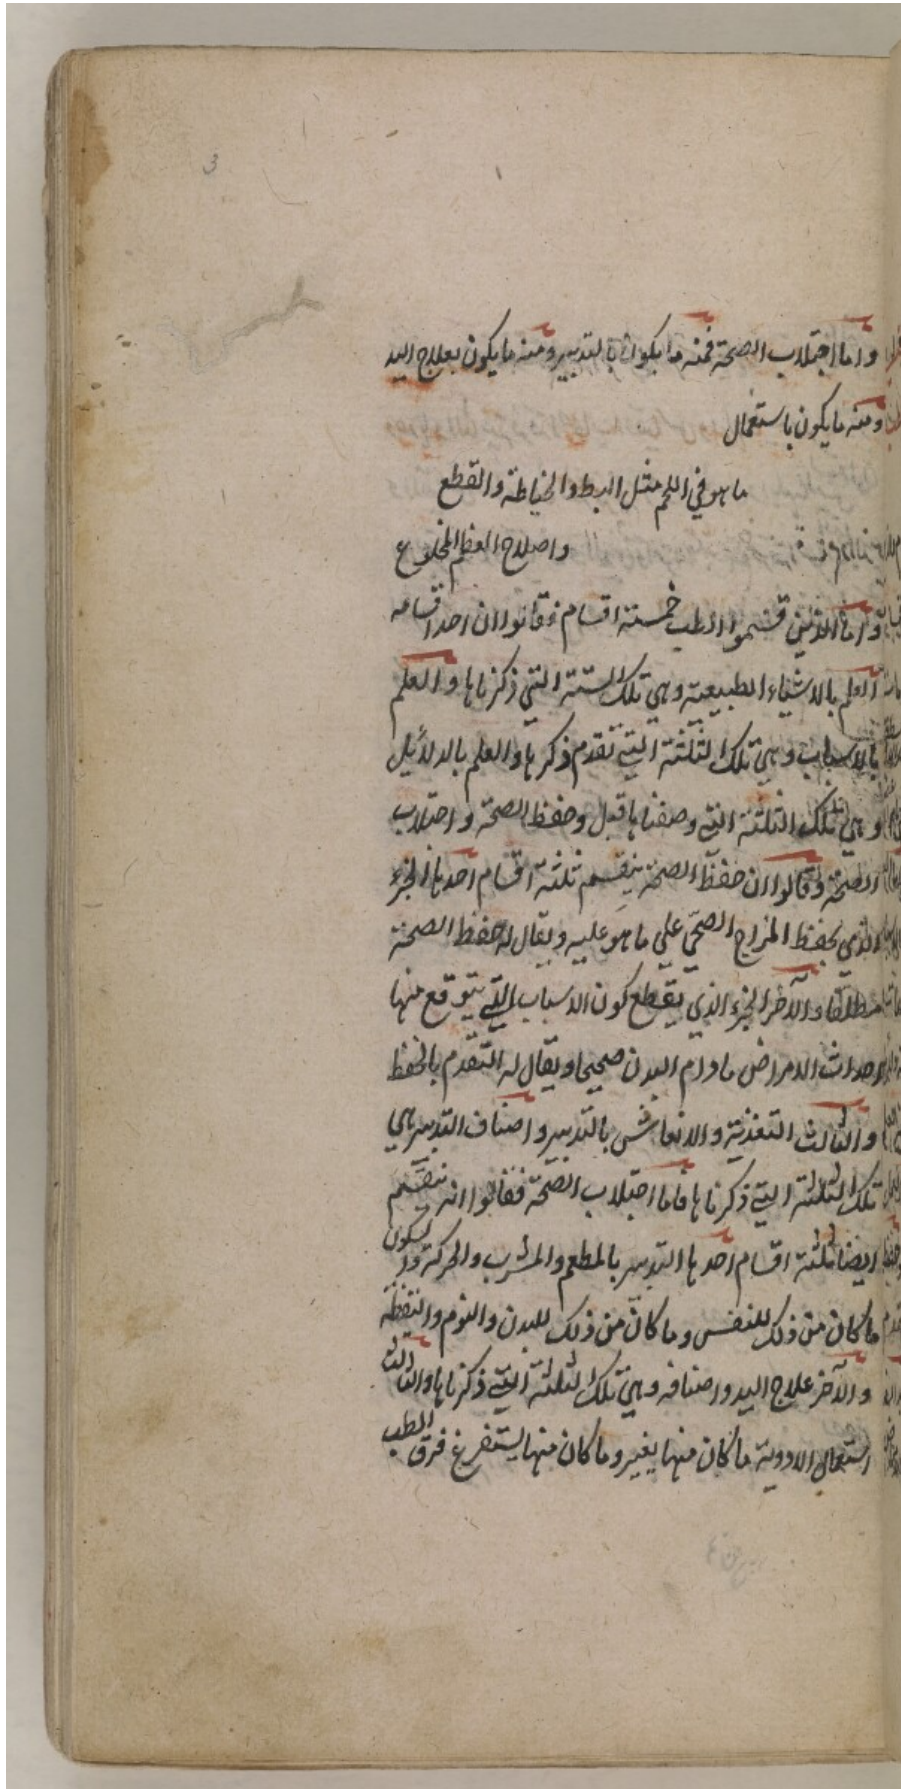 3
واما اجتلاب الصحة فمنه ما يكون بالتدبير ومنه ما يكون بعلاج اليد
ومنه ما يكون باستعمال
ما هو في اللحم مثل البط والخياطة والقطع
واصلاح العظم المخلوع
واما الذين قسموا الطب خمسة اقسام فقالوا ان احد اقسامه
العلم بالاشياء الطبيعية وهي تلك الستة التي ذكرناها والعلم
بالاسباب وهي تلك الثلثة التي تقدم ذكرها والعلم بالدلائل
وهي تلك الثلثة التي وصفناها قبل وحفظ الصحة واجتلاب
الصحة وقالوا ان حفظ الصحة ينقسم ثلثة اقسام احدها الجزء
الذي يحفظ المزاج الصحي على ما هو عليه ويقال له حفظ الصحة
مطلقا والآخر الجزء الذي يقطع كون الاسباب التي يتوقع منها
احداث الامراض ما دام البدن صحيحا ويقال له التقدم بالحفظ
والثالث التغذية والانعاش بالتدبير واصناف التدبير هي
تلك الثلثة التي ذكرناها فاما اجتلاب الصحة فقالوا انه ينقسم
ايضا ثلثة اقسام احدها التدبير بالمطعم والمشرب والحركة والسكون
ما كان من ذلك للنفس وما كان من ذلك للبدن والنوم واليقظة
والآخر علاج اليد واصنافه وهي تلك الثلثة التي ذكرناها والثالث
استعمال الادوية ما كان منها يغير وما كان منها يستفرغ فرق الطب